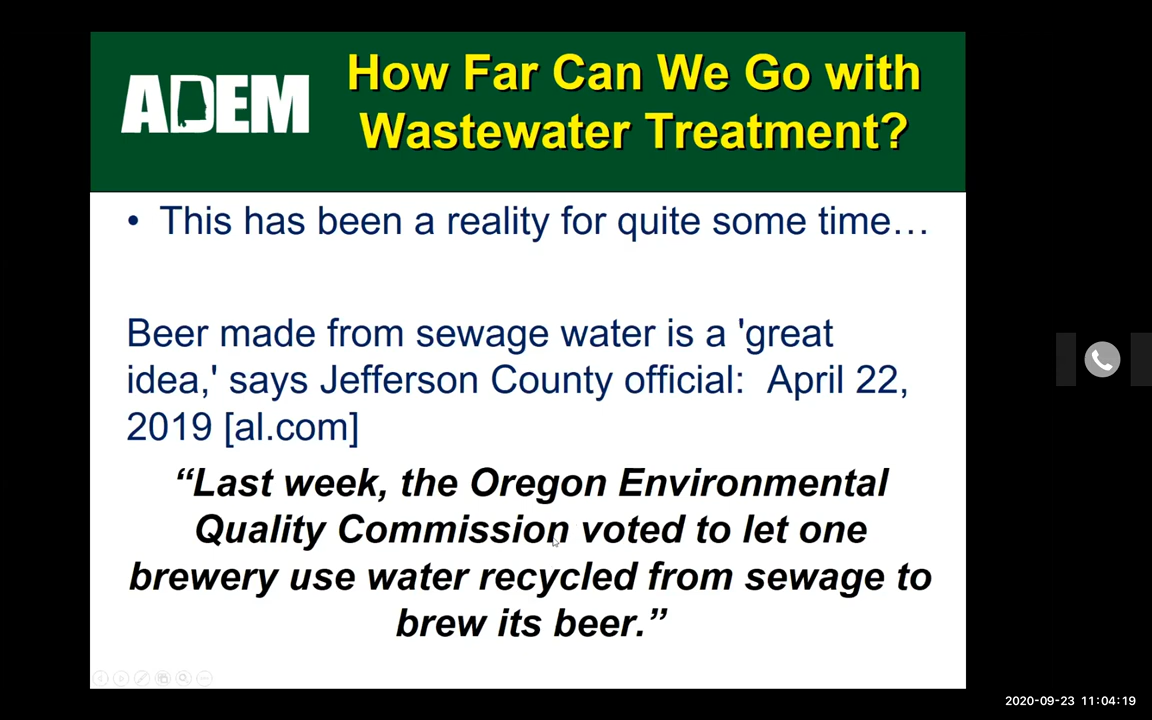 ADEM
How Far Can We Go with
Wastewater Treatment?
• This has been a reality for quite some time…
Beer made from sewage water is a 'great
idea,' says Jefferson County official:  April 22,
2019 [al.com]
“Last week, the Oregon Environmental
Quality Commission voted to let one
brewery use water recycled from sewage to
brew its beer.”
2020-09-23 11:04:19